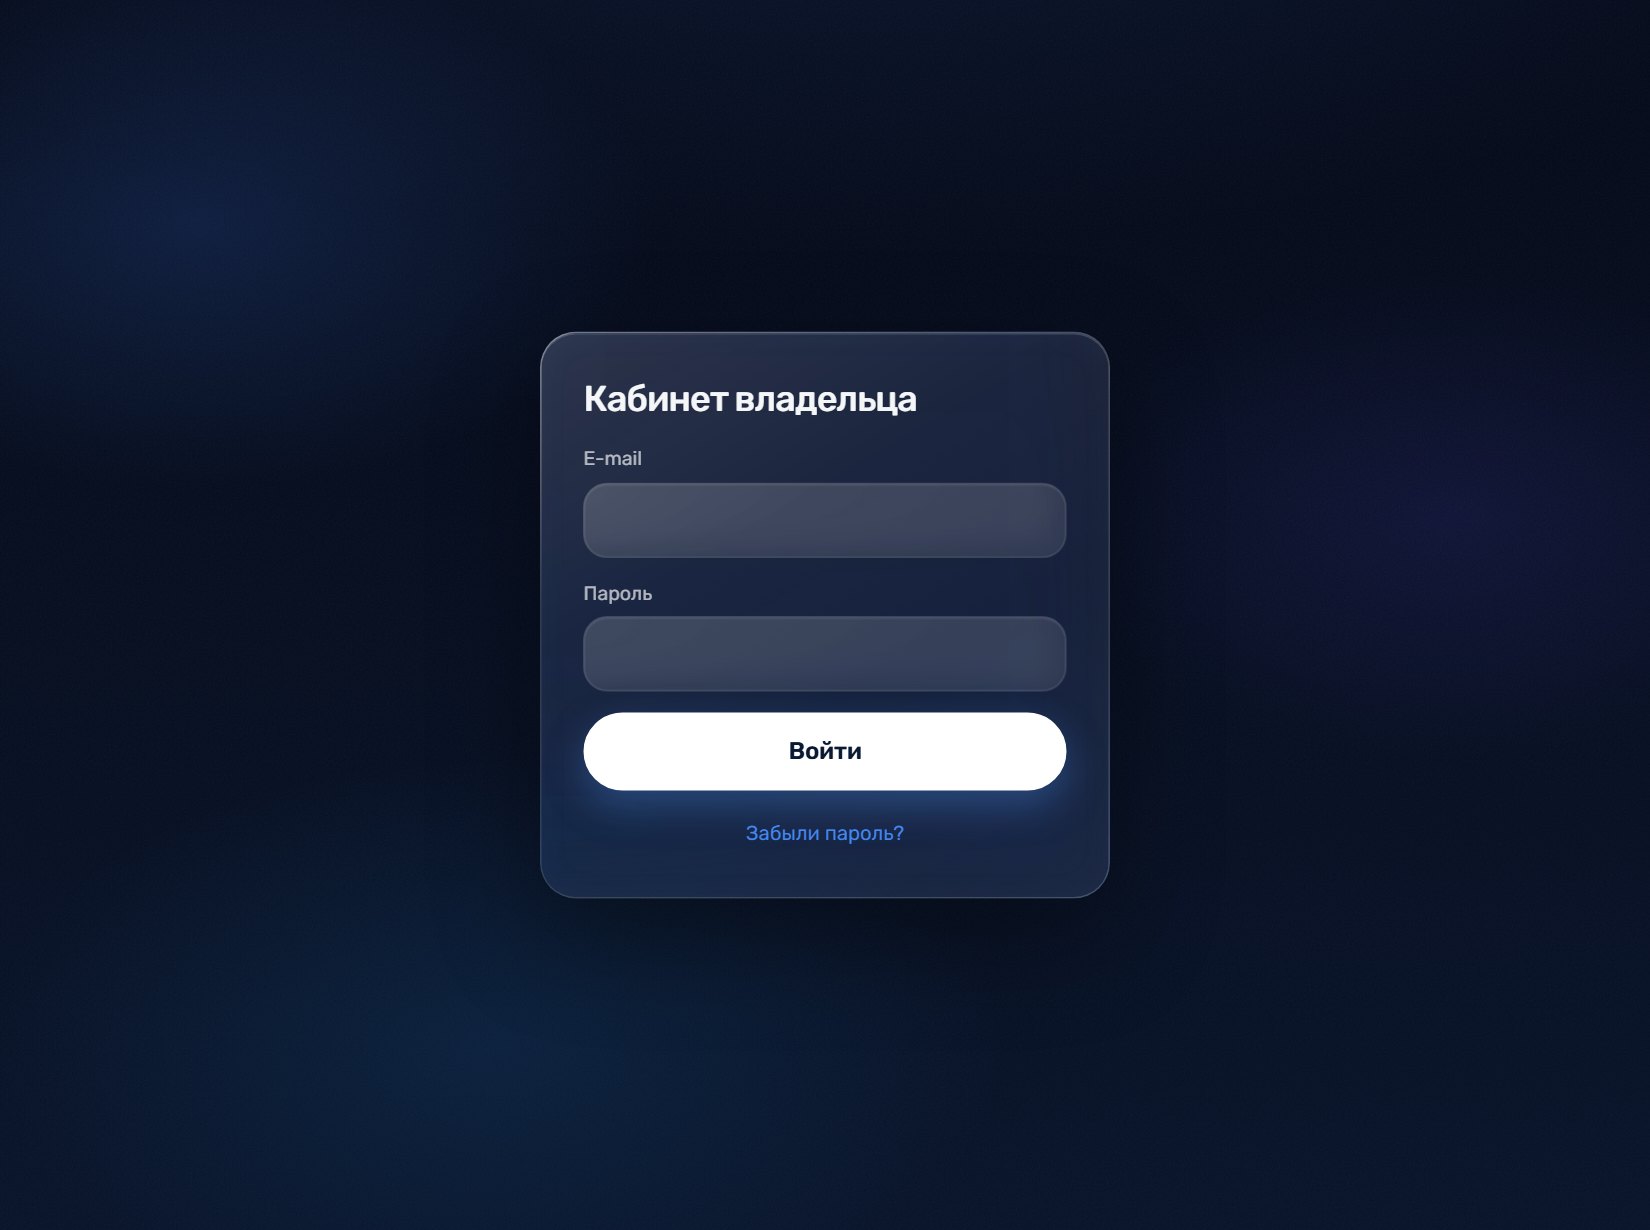 Кабинет владельца
E-mail
Пароль
Войти
Забыли пароль?